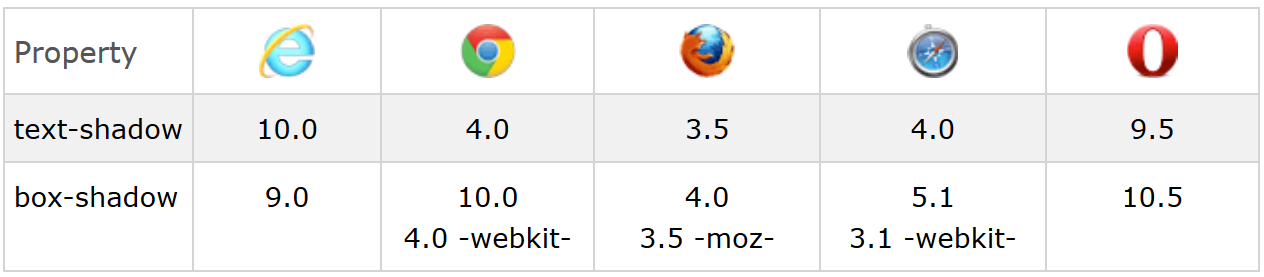 Property
text-shadow 10.0 4.0 3.5 4.0 9.5
box-shadow 9.0 10.0 4.0 5.1 10.5
4.0 -webkit- 3.5 -moz- 3.1 -webkit-